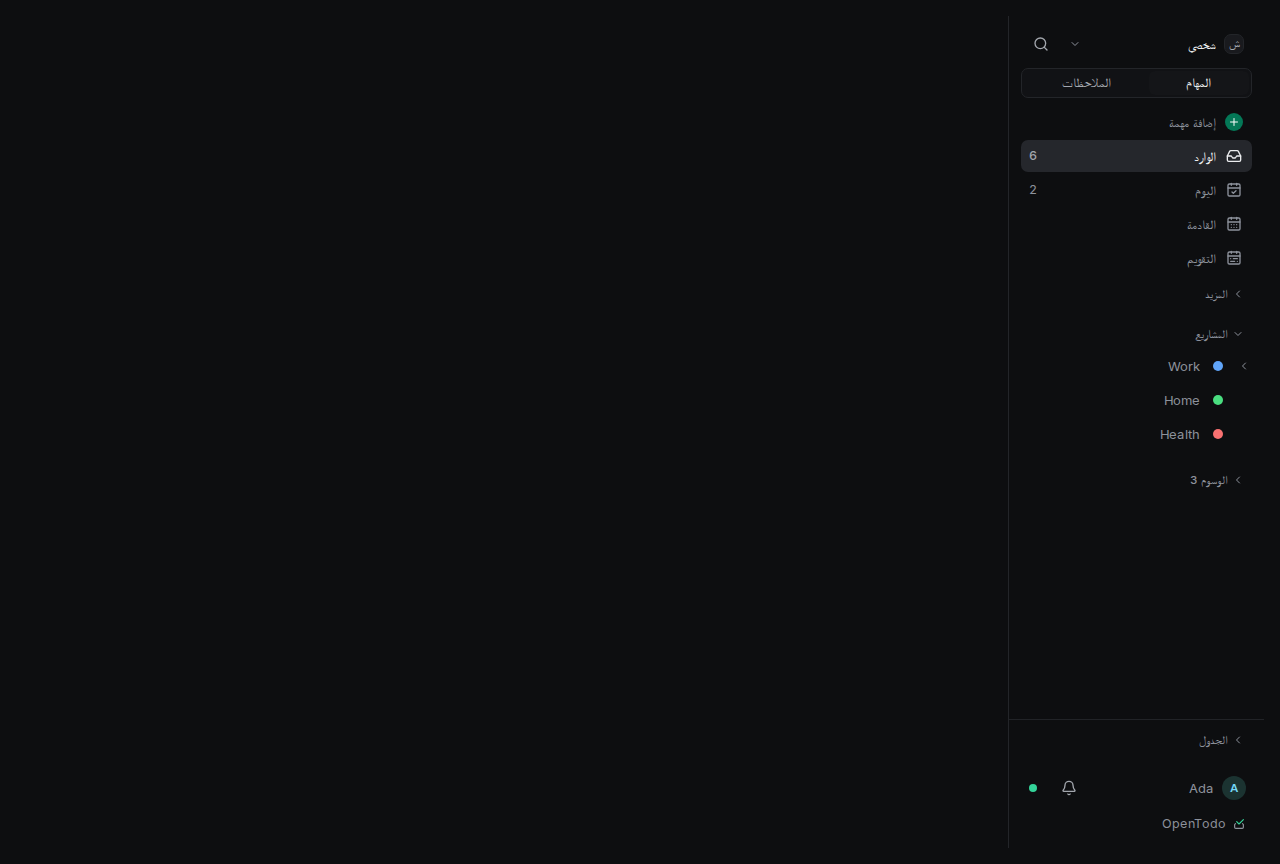 ش شخصي
المهام الملاحظات
إضافة مهمة
الوارد 6
اليوم 2
القادمة
التقويم
المزيد
المشاريع
Work
Home
Health
الوسوم 3
الجدول
A Ada
OpenTodo